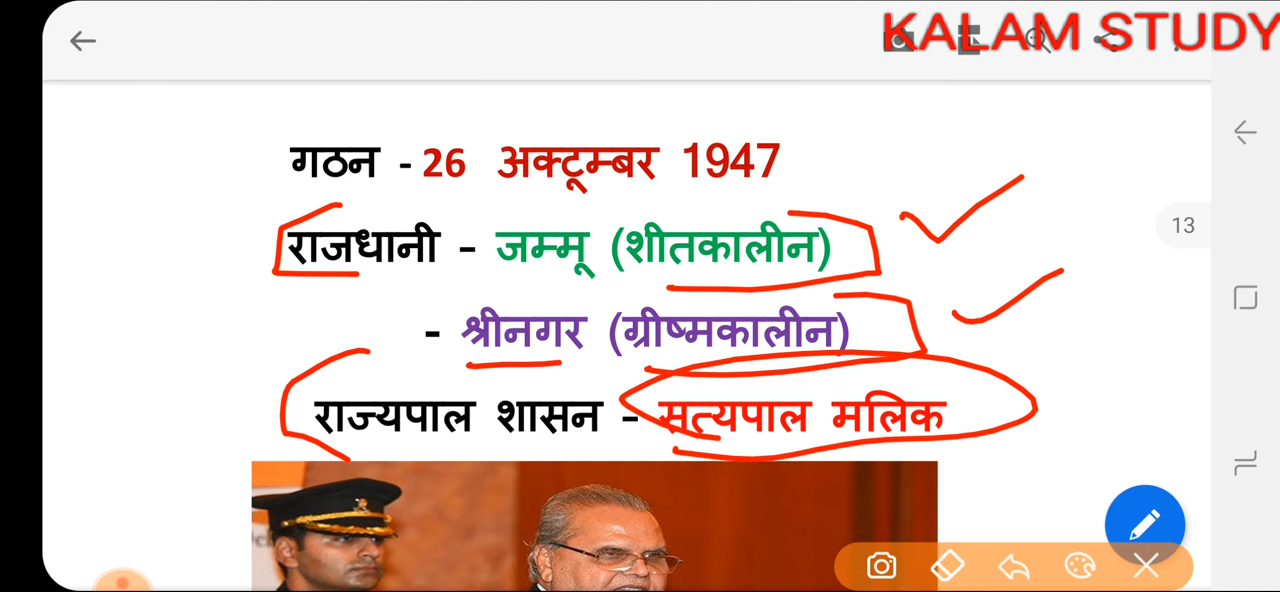 KALAM STUDY
गठन - 26 अक्टूम्बर 1947
राजधानी - जम्मू (शीतकालीन)
13
- श्रीनगर (ग्रीष्मकालीन)
राज्यपाल शासन - सत्यपाल मलिक